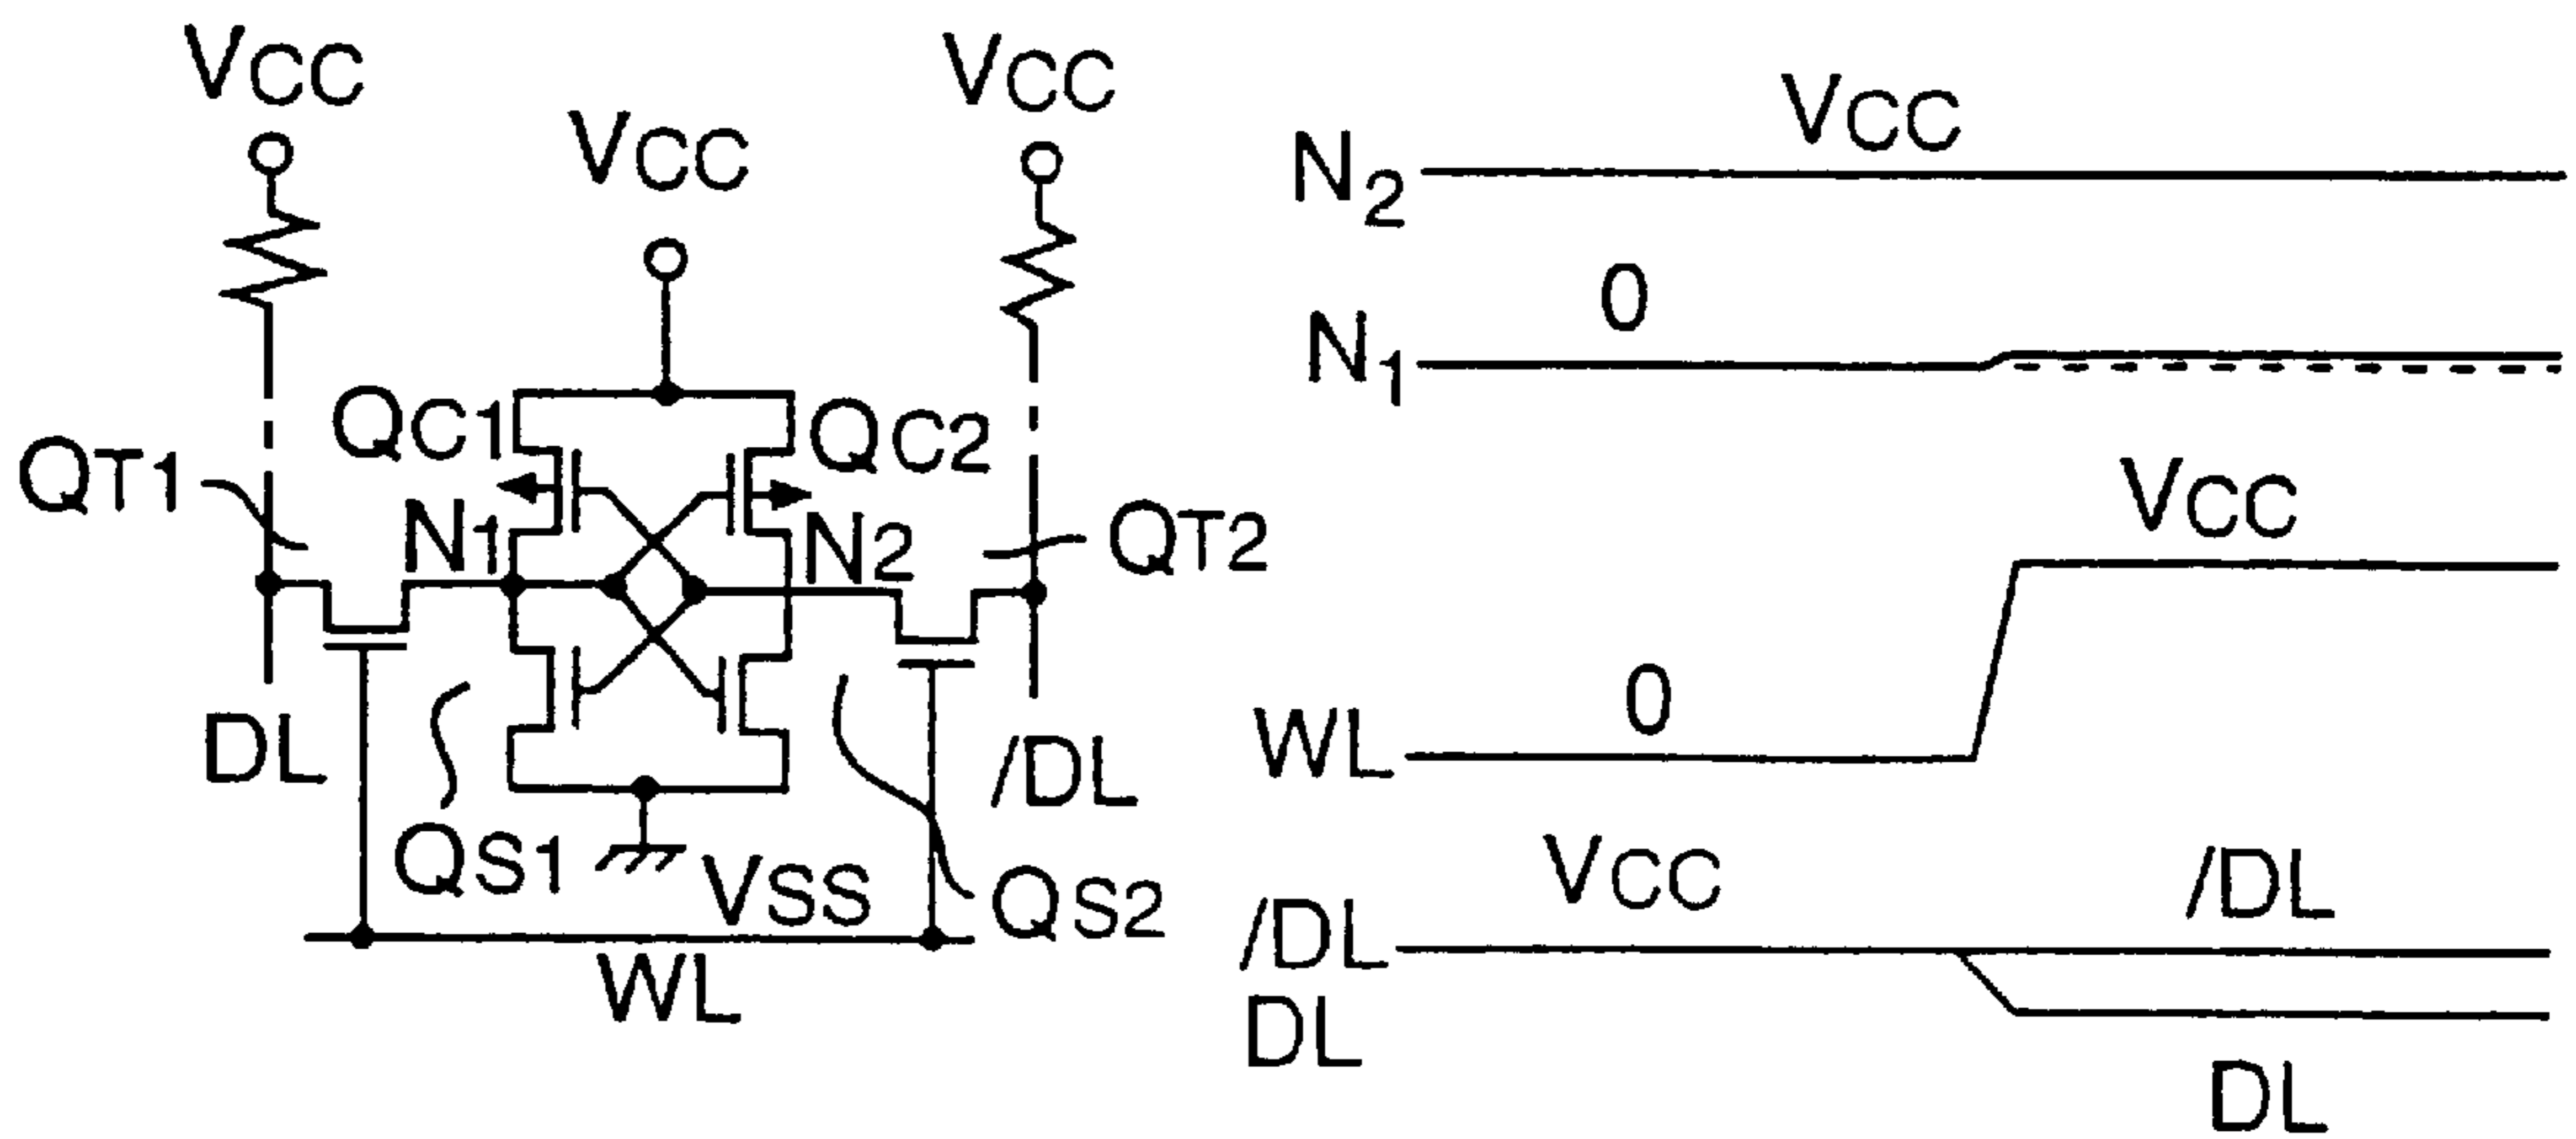 VCC
VCC
VCC
QC1
QC2
QT1
N1
N2
QT2
DL
/DL
QS1
VSS
QS2
WL
VCC
N2
0
N1
VCC
0
WL
VCC
/DL
/DL
DL
DL